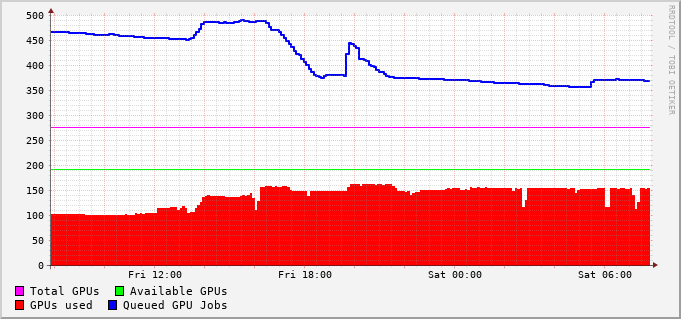 500
450
400
350
300
250
200
150
100
50
0
Fri 12:00 Fri 18:00 Sat 00:00 Sat 06:00
Total GPUs Available GPUs
GPUs used Queued GPU Jobs
RRDTOOL / TOBI OETIKER